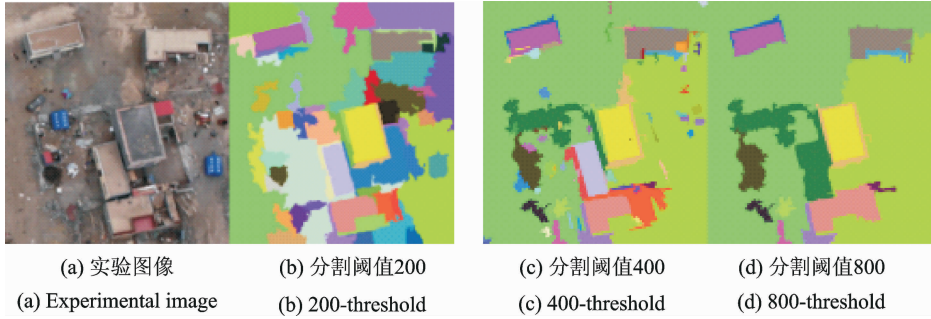 (a) 实验图像
(b) 分割阈值200
(c) 分割阈值400
(d) 分割阈值800
(a) Experimental image
(b) 200-threshold
(c) 400-threshold
(d) 800-threshold